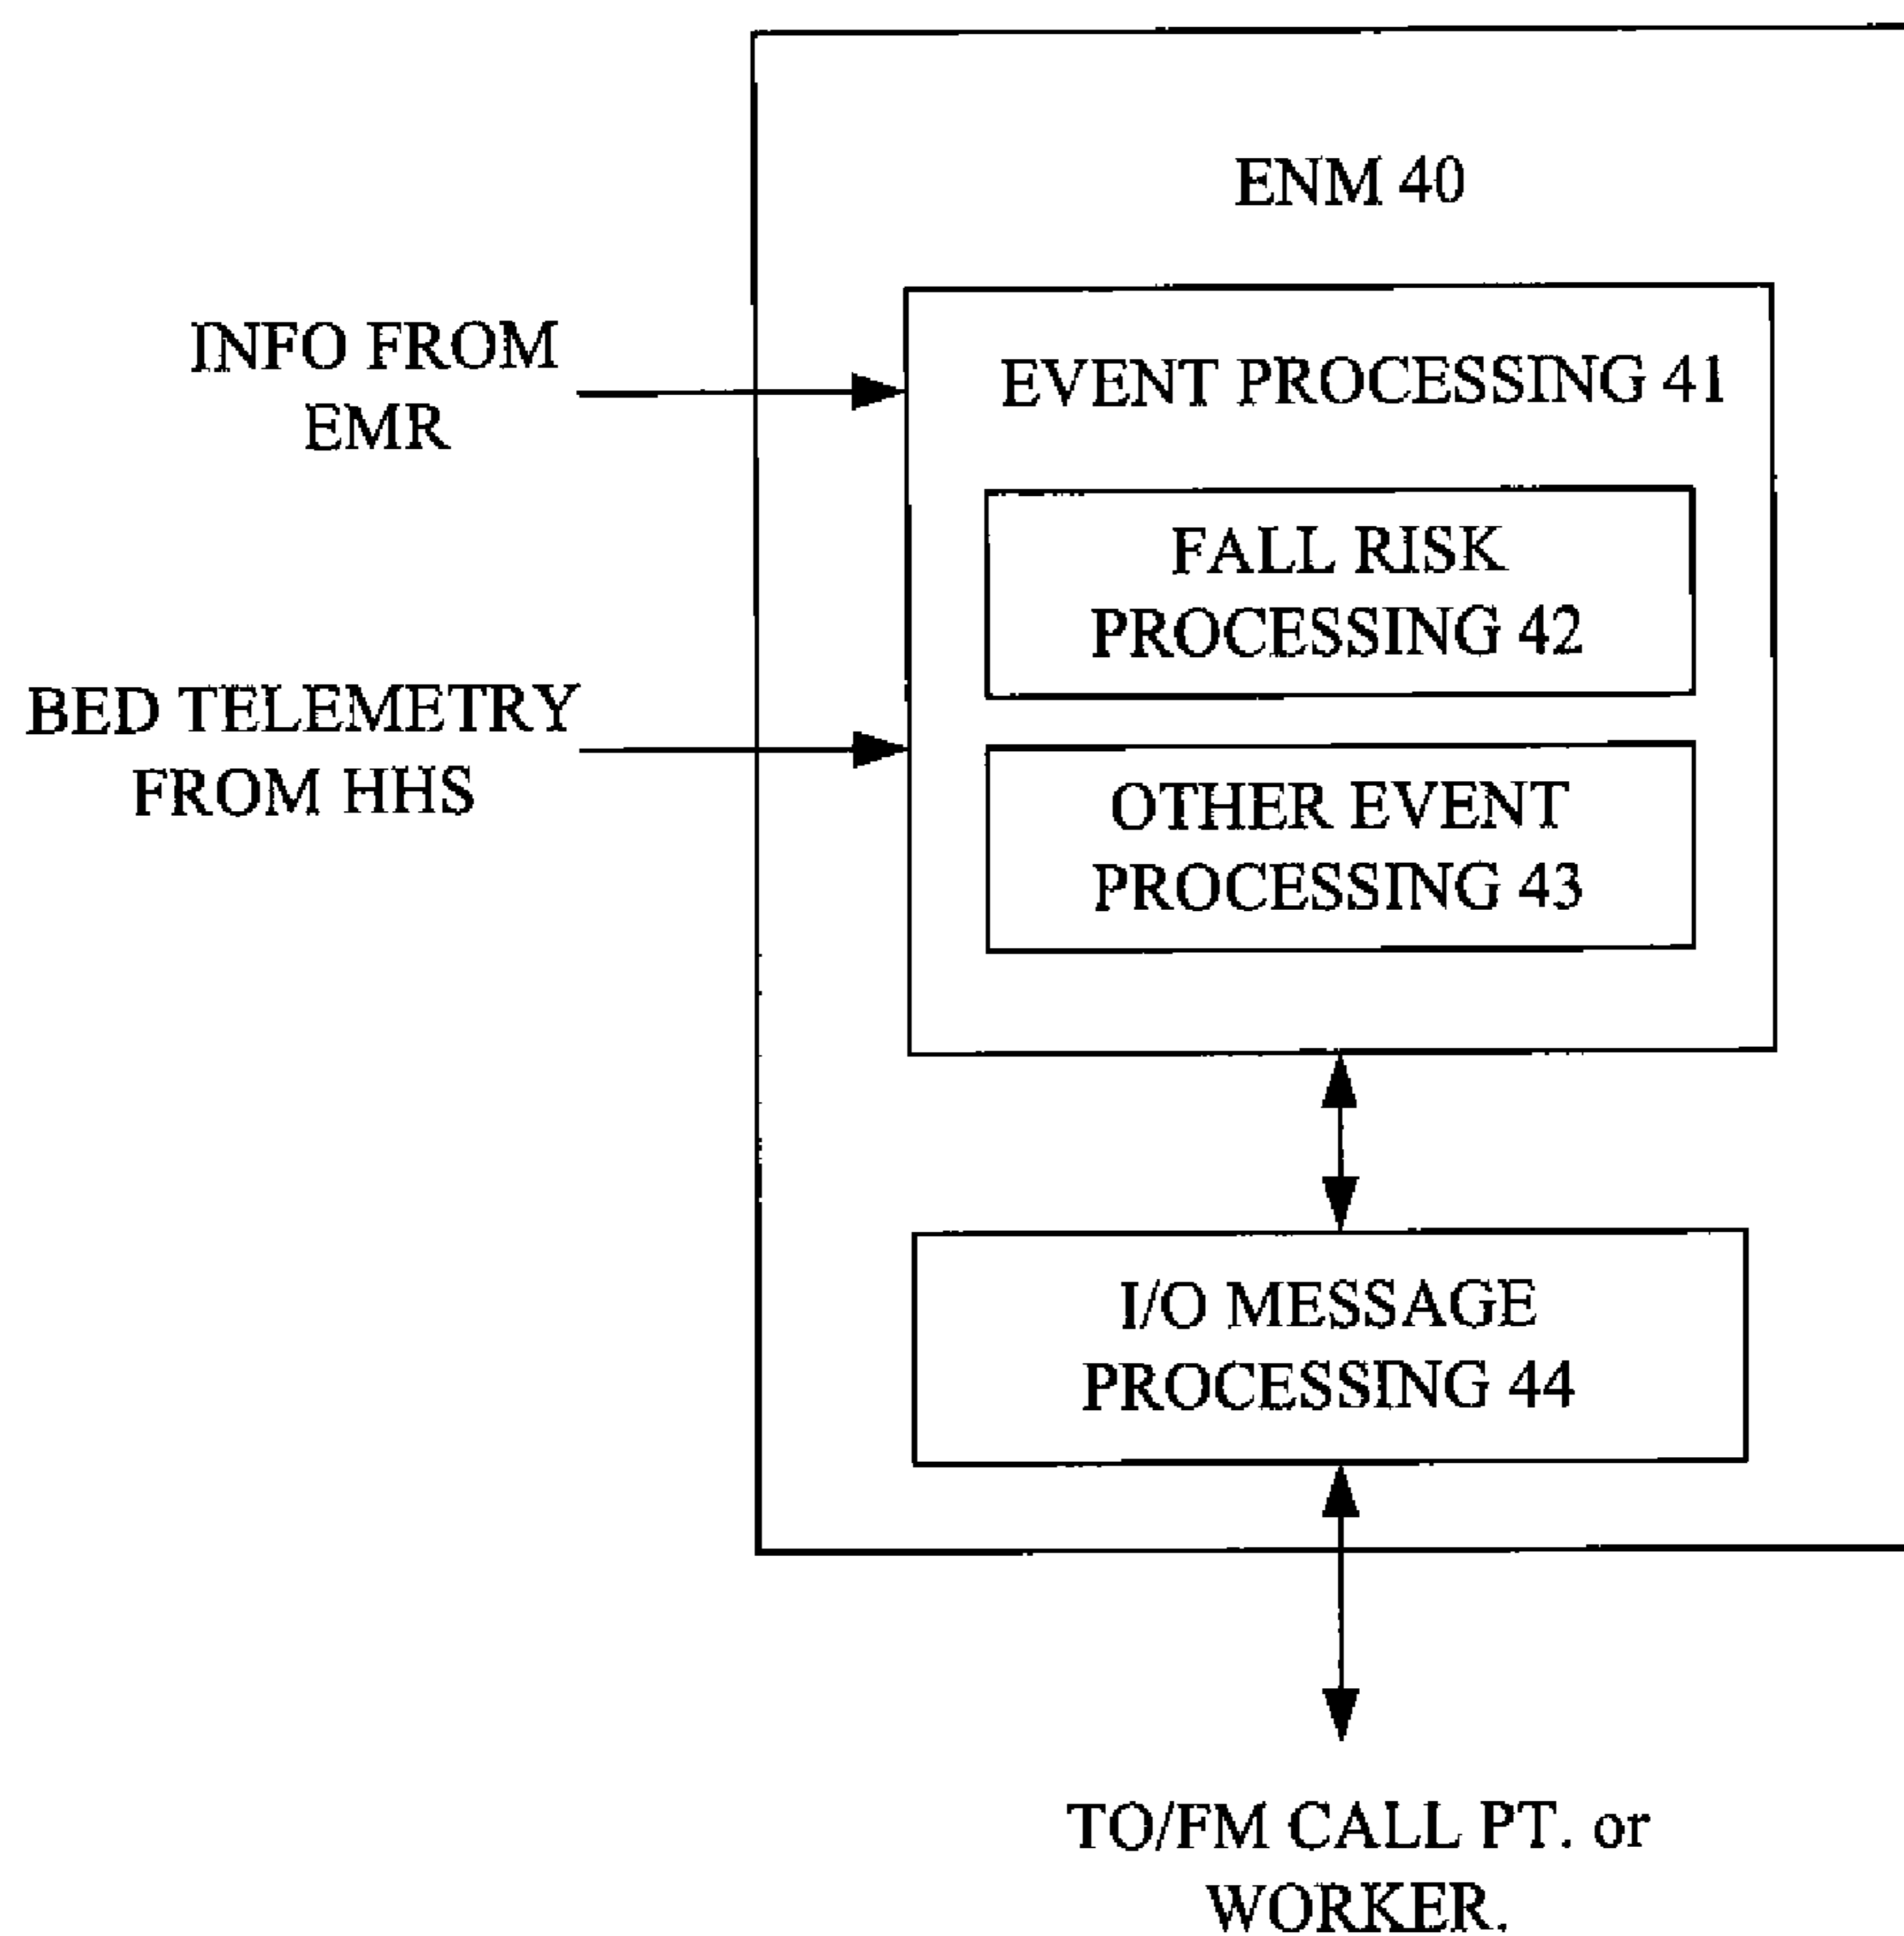 ENM 40
INFO FROM
EMR
EVENT PROCESSING 41
FALL RISK
PROCESSING 42
BED TELEMETRY
FROM HHS
OTHER EVENT
PROCESSING 43
I/O MESSAGE
PROCESSING 44
TO/FM CALL PT. or
WORKER.